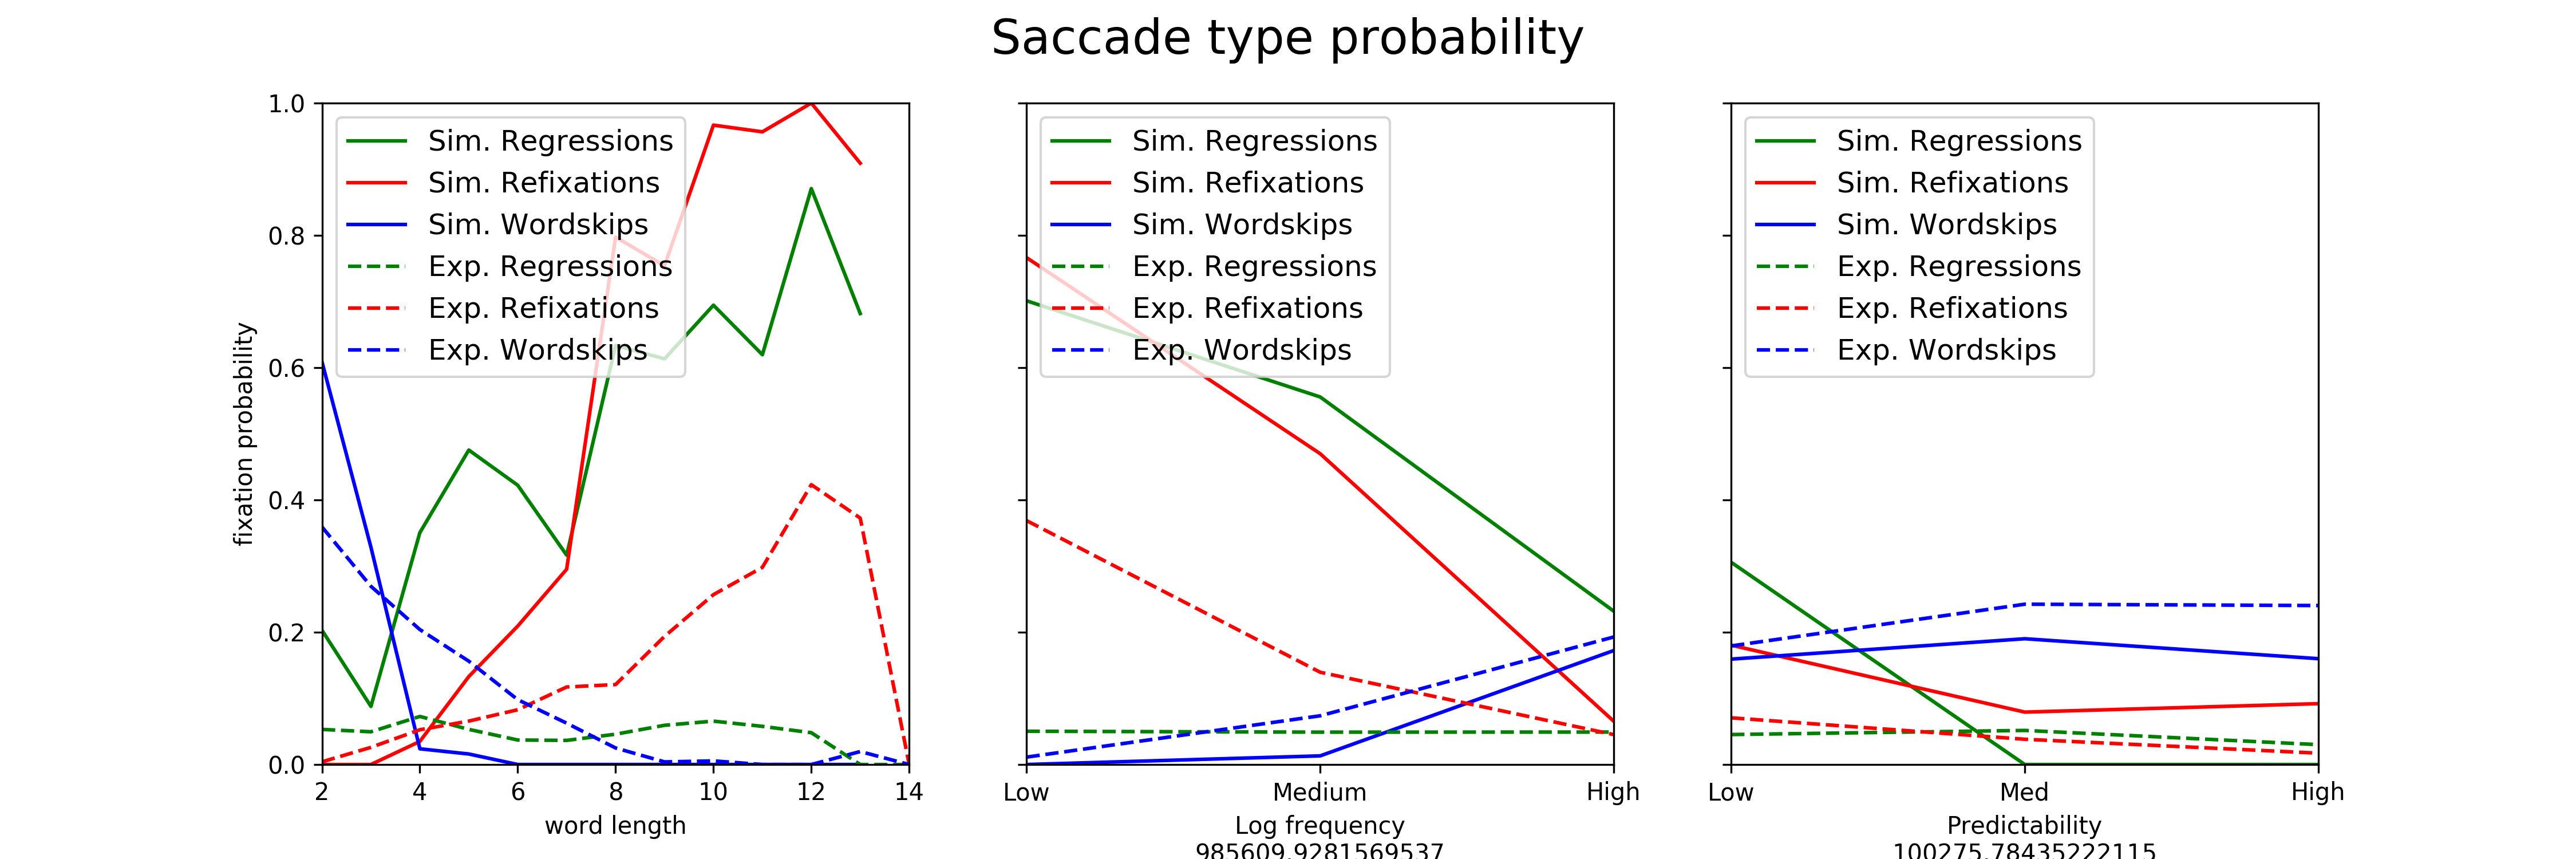 Saccade type probability
1.0
0.8
0.6
0.4
0.2
0.0
fixation probability
Sim. Regressions
Sim. Refixations
Sim. Wordskips
Exp. Regressions
Exp. Refixations
Exp. Wordskips
2 4 6 8 10 12 14
word length
Sim. Regressions
Sim. Refixations
Sim. Wordskips
Exp. Regressions
Exp. Refixations
Exp. Wordskips
Low Medium High
Log frequency
985609.9281569537
Sim. Regressions
Sim. Refixations
Sim. Wordskips
Exp. Regressions
Exp. Refixations
Exp. Wordskips
Low Med High
Predictability
100275.78435222115